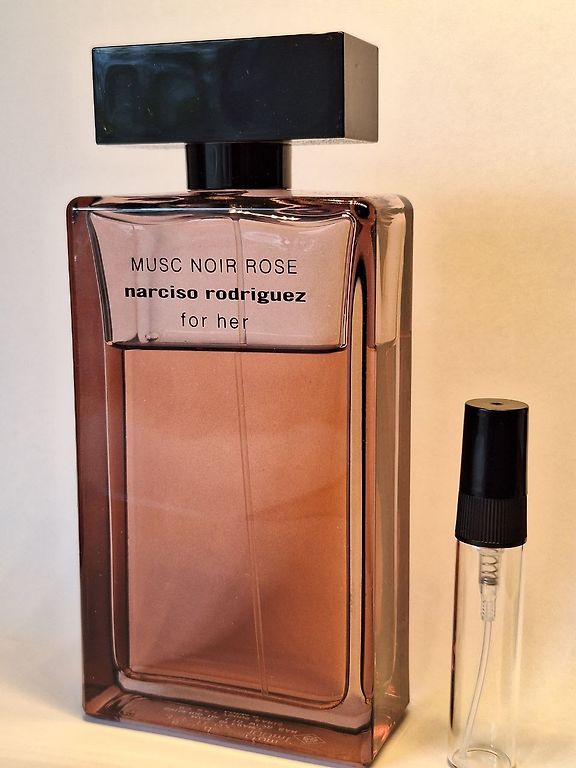 MUSC NOIR ROSE
narciso rodriguez
for her